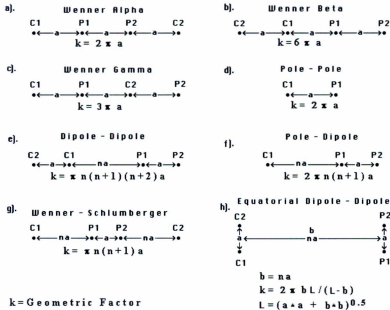 a). Wenner Alpha
C1 P1 P2 C2
a a a
k = 2 π a
b). Wenner Beta
C2 C1 P1 P2
a a a
k=6 π a
c). Wenner Gamma
C1 P1 C2 P2
a a a
k = 3 π a
d). Pole - Pole
C1 P1
a
k = 2 π a
e). Dipole - Dipole
C2 C1 P1 P2
a na a
k = π n(n+1)(n+2) a
f). Pole - Dipole
C1 P1 P2
na a
k = 2 π n(n+1) a
g). Wenner - Schlumberger
C1 P1 P2 C2
na a na
k = π n(n+1) a
h). Equatorial Dipole - Dipole
C2 P2
b
a na a
C1 P1
b = na
k = 2 π b L/(L-b)
L= (a*a + b*b)0.5
k = Geometric Factor